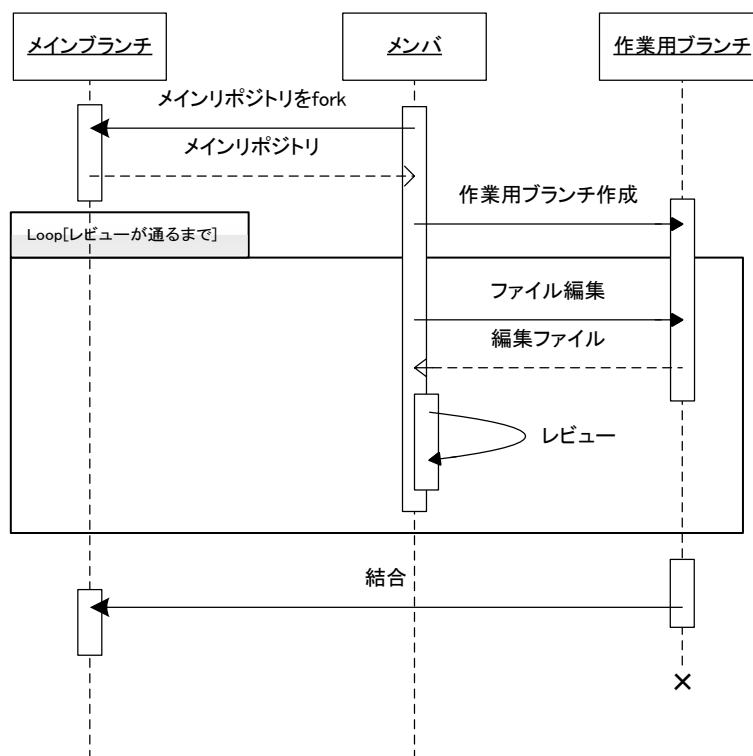 メインブランチ
メンバ
作業用ブランチ
メインリポジトリをfork
メインリポジトリ
作業用ブランチ作成
Loop[レビューが通るまで]
ファイル編集
編集ファイル
レビュー
結合